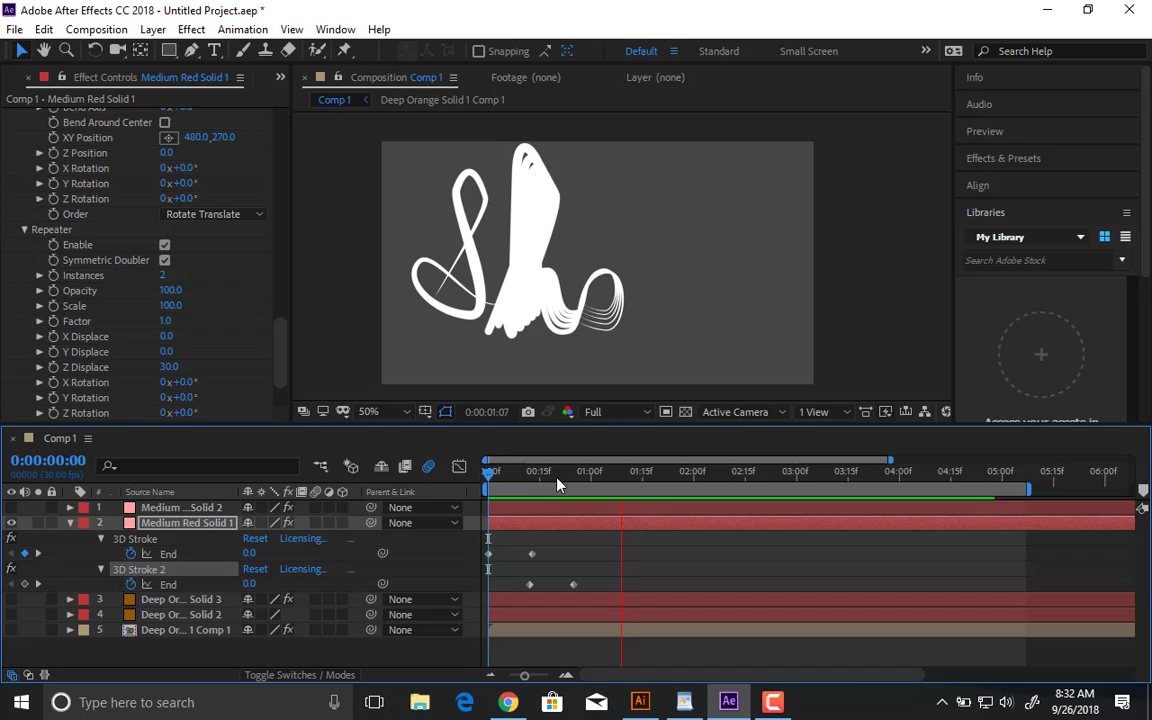 Ae Adobe After Effects CC 2018 - Untitled Project.aep *
File Edit Composition Layer Effect Animation View Window Help
Snapping Default Standard Small Screen Search Help
Effect Controls Medium Red Solid 1 Composition Comp 1 Footage (none) Layer (none) Info
Comp 1 • Medium Red Solid 1 Comp 1 Deep Orange Solid 1 Comp 1
Audio
Bend Around Center
XY Position 480.0,270.0 Preview
Z Position 0.0 Effects & Presets
X Rotation 0x+0.0°
Y Rotation 0x+0.0° Align
Z Rotation 0x+0.0°
Order Rotate Translate Libraries
Repeater
Enable My Library
Symmetric Doubler Search Adobe Stock
Instances 2
Opacity 100.0
Scale 100.0
Factor 1.0
X Displace 0.0
Y Displace 0.0
Z Displace 30.0
X Rotation 0x+0.0°
Y Rotation 0x+0.0°
Z Rotation 0x+0.0° 50% 0:00:01:07 Full Active Camera 1 View
Comp 1
0:00:00:00
00000 (30.00 fps) 00:15f 01:00f 01:15f 02:00f 02:15f 03:00f 03:15f 04:00f 04:15f 05:00f 05:15f 06:00f
# Source Name Parent & Link
1 Medium ...Solid 2 None
2 Medium Red Solid 1 None
3D Stroke Reset Licensing... ...
End 0.0
3D Stroke 2 Reset Licensing... ...
End 0.0
3 Deep Or... Solid 3 None
4 Deep Or... Solid 2 None
5 Deep Or... 1 Comp 1 None
Toggle Switches / Modes
Type here to search Ai Ae 8:32 AM
9/26/2018